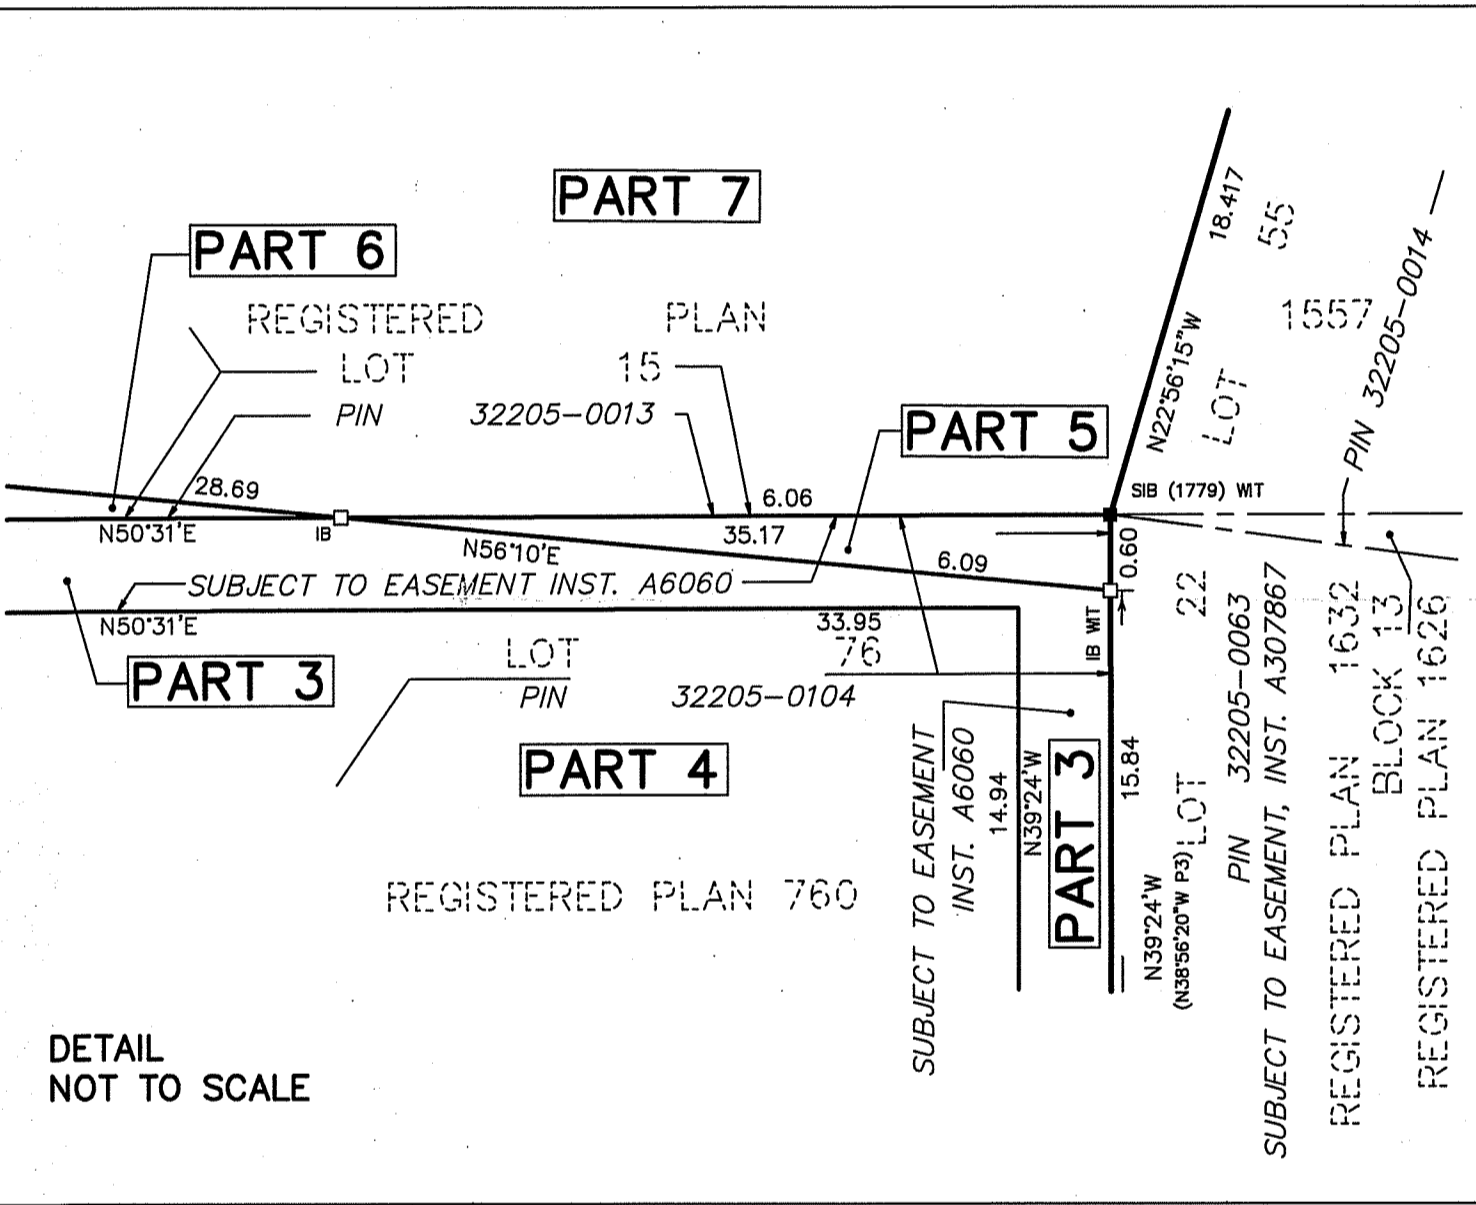 PART 7
PART 6
REGISTERED PLAN
LOT 15
PIN 32205-0013
PART 5
18.417
N22°56'15"W
LOT 55
1557
PIN 32205-0014
SIB (1779) WIT
28.69
N50°31'E
IB
6.06
35.17
N56°10'E
6.09
0.60
SUBJECT TO EASEMENT INST. A6060
N50°31'E
33.95
IB WIT
PART 3
LOT 76
PIN 32205-0104
PART 4
REGISTERED PLAN 760
SUBJECT TO EASEMENT
INST. A6060
14.94
N39°24'W
PART 3
15.84
N39°24'W
(N38°56'20"W P3)
LOT 22
PIN 32205-0063
SUBJECT TO EASEMENT, INST. A307867
REGISTERED PLAN 1632
BLOCK 13
REGISTERED PLAN 1626
DETAIL
NOT TO SCALE